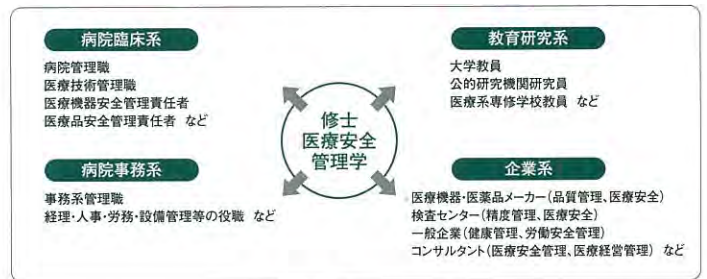 病院臨床系
病院管理職
医療技術管理職
医療機器安全管理責任者
医療品安全管理責任者 など
教育研究系
大学教員
公的研究機関研究員
医療系専修学校教員 など
修士
医療安全
管理学
病院事務系
事務系管理職
経理・人事・労務・設備管理等の役職 など
企業系
医療機器・医薬品メーカー(品質管理、医療安全)
検査センター(精度管理、医療安全)
一般企業(健康管理、労働安全管理)
コンサルタント(医療安全管理、医療経営管理) など